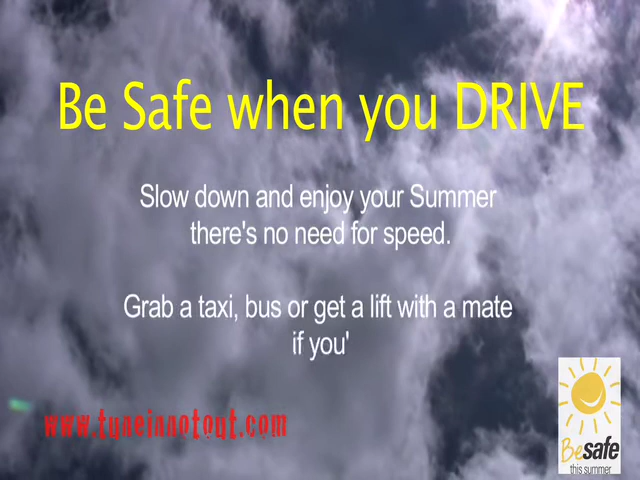 Be Safe when you DRIVE
Slow down and enjoy your Summer
there's no need for speed.
Grab a taxi, bus or get a lift with a mate
if you'
www.tuneinnotout.com
Besafe
this summer